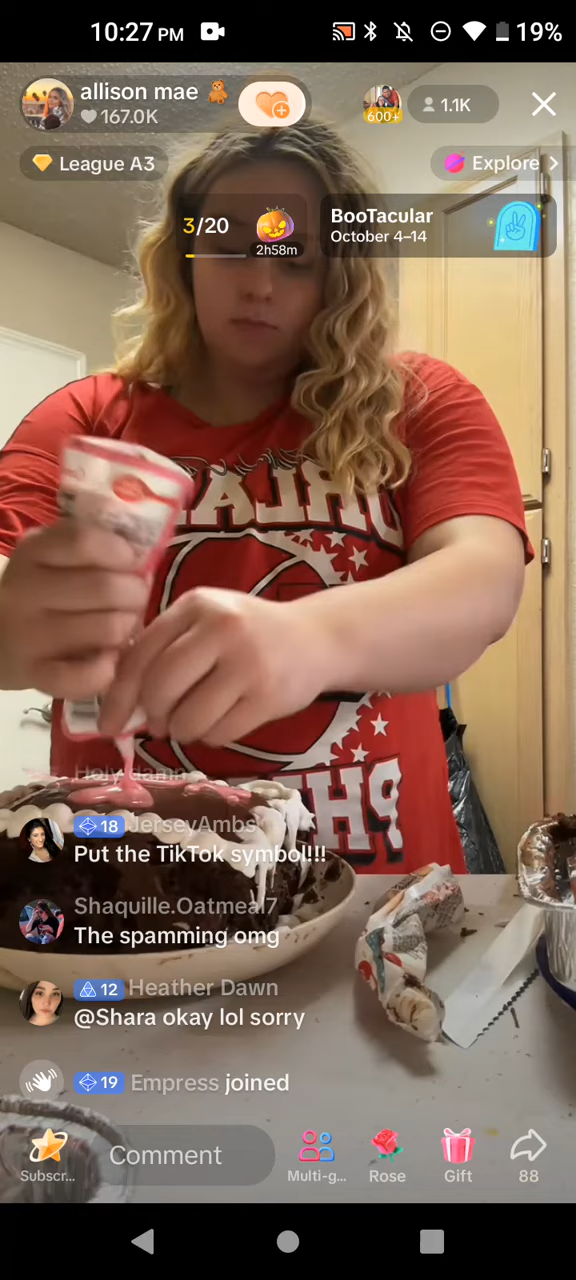 10:27 PM
19%
allison mae
167.0K
600+
1.1K
League A3
Explore
3/20
2h58m
BooTacular
October 4–14
Holy damn
18 JerseyAmbs
Put the TikTok symbol!!!
Shaquille.Oatmeal7
The spamming omg
12 Heather Dawn
@Shara okay lol sorry
19 Empress joined
Subscr...
Comment
Multi-g...
Rose
Gift
88